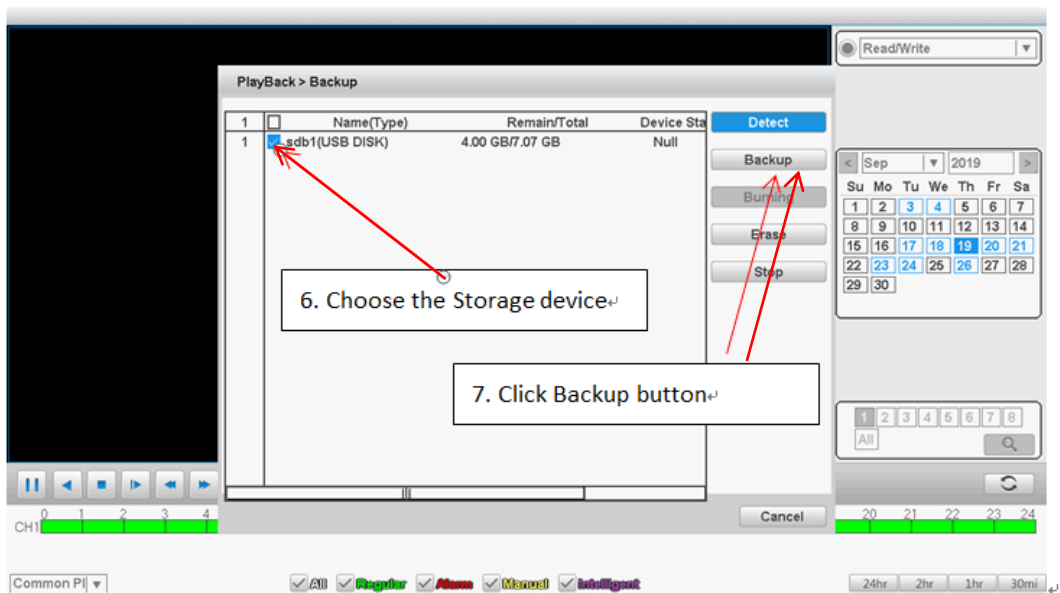 Read/Write
PlayBack > Backup
1 Name(Type) Remain/Total Device Sta
1 sdb1(USB DISK) 4.00 GB/7.07 GB Null
Detect
Backup
Burning
Erase
Stop
6. Choose the Storage device
7. Click Backup button
Cancel
< Sep 2019 >
Su Mo Tu We Th Fr Sa
1 2 3 4 5 6 7
8 9 10 11 12 13 14
15 16 17 18 19 20 21
22 23 24 25 26 27 28
29 30
1 2 3 4 5 6 7 8
All
0 1 2 3 4 20 21 22 23 24
CH1
Common Pl
All Regular Alarm Manual Intelligent
24hr 2hr 1hr 30mi